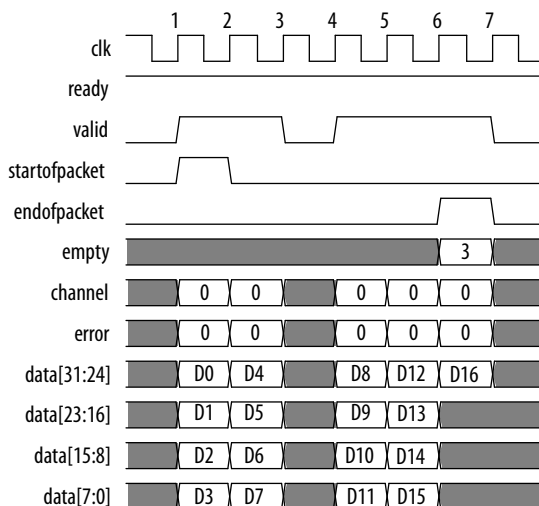 1 2 3 4 5 6 7
clk
ready
valid
startofpacket
endofpacket
empty 3
channel 0 0 0 0 0
error 0 0 0 0 0
data[31:24] D0 D4 D8 D12 D16
data[23:16] D1 D5 D9 D13
data[15:8] D2 D6 D10 D14
data[7:0] D3 D7 D11 D15